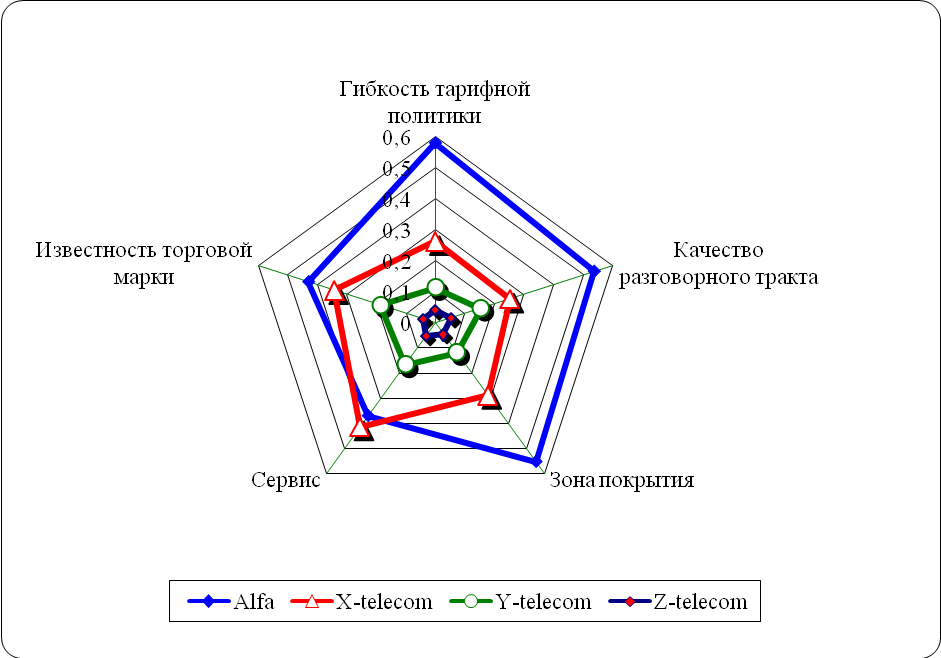 Гибкость тарифной
политики
0,6
0,5
0,4
0,3
0,2
0,1
0
Качество
разговорного тракта
Зона покрытия
Сервис
Известность торговой
марки
Alfa
X-telecom
Y-telecom
Z-telecom